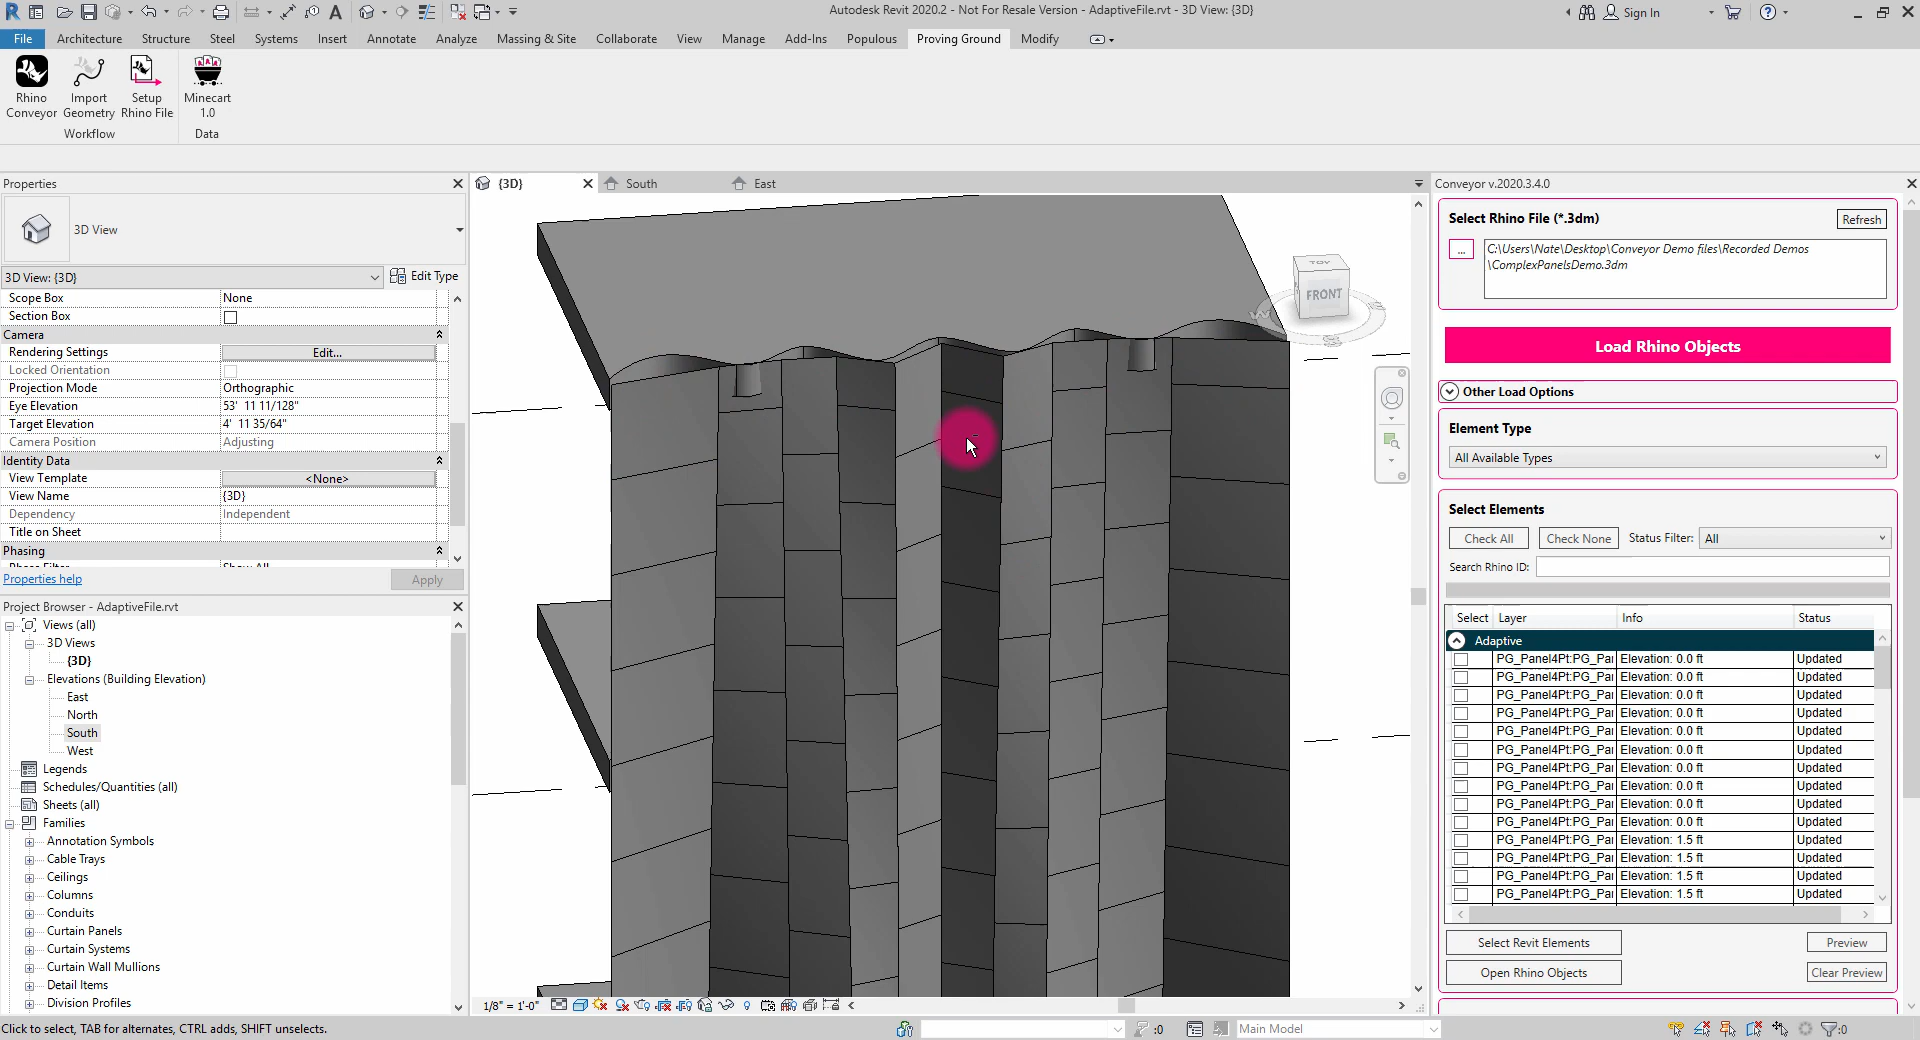 Autodesk Revit 2020.2 - Not For Resale Version - AdaptiveFile.rvt - 3D View: {3D}
Sign In
File Architecture Structure Steel Systems Insert Annotate Analyze Massing & Site Collaborate View Manage Add-Ins Populous Proving Ground Modify
Rhino Conveyor
Import Geometry
Setup Rhino File
Minecart 1.0
Workflow
Data
Properties
3D View
3D View: {3D}
Edit Type
Scope Box None
Section Box
Camera
Rendering Settings Edit...
Locked Orientation
Projection Mode Orthographic
Eye Elevation 53' 11 11/128"
Target Elevation 4' 11 35/64"
Camera Position Adjusting
Identity Data
View Template <None>
View Name {3D}
Dependency Independent
Title on Sheet
Phasing
Properties help
Apply
Project Browser - AdaptiveFile.rvt
Views (all)
3D Views
{3D}
Elevations (Building Elevation)
East
North
South
West
Legends
Schedules/Quantities (all)
Sheets (all)
Families
Annotation Symbols
Cable Trays
Ceilings
Columns
Conduits
Curtain Panels
Curtain Systems
Curtain Wall Mullions
Detail Items
Division Profiles
{3D}
South
East
FRONT
1/8" = 1'-0"
Conveyor v.2020.3.4.0
Select Rhino File (*.3dm)
Refresh
...
C:\Users\Nate\Desktop\Conveyor Demo files\Recorded Demos
\ComplexPanelsDemo.3dm
Load Rhino Objects
Other Load Options
Element Type
All Available Types
Select Elements
Check All
Check None
Status Filter: All
Search Rhino ID:
Select Layer Info Status
Adaptive
PG_Panel4Pt:PG_Pa Elevation: 0.0 ft Updated
PG_Panel4Pt:PG_Pa Elevation: 0.0 ft Updated
PG_Panel4Pt:PG_Pa Elevation: 0.0 ft Updated
PG_Panel4Pt:PG_Pa Elevation: 0.0 ft Updated
PG_Panel4Pt:PG_Pa Elevation: 0.0 ft Updated
PG_Panel4Pt:PG_Pa Elevation: 0.0 ft Updated
PG_Panel4Pt:PG_Pa Elevation: 0.0 ft Updated
PG_Panel4Pt:PG_Pa Elevation: 0.0 ft Updated
PG_Panel4Pt:PG_Pa Elevation: 0.0 ft Updated
PG_Panel4Pt:PG_Pa Elevation: 0.0 ft Updated
PG_Panel4Pt:PG_Pa Elevation: 1.5 ft Updated
PG_Panel4Pt:PG_Pa Elevation: 1.5 ft Updated
PG_Panel4Pt:PG_Pa Elevation: 1.5 ft Updated
PG_Panel4Pt:PG_Pa Elevation: 1.5 ft Updated
Select Revit Elements
Preview
Open Rhino Objects
Clear Preview
Click to select, TAB for alternates, CTRL adds, SHIFT unselects.
:0
Main Model
:0